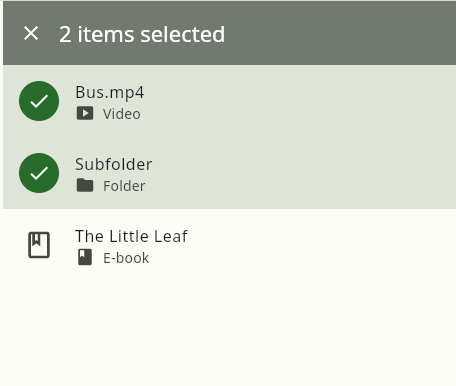 2 items selected
Bus.mp4
Video
Subfolder
Folder
The Little Leaf
E-book